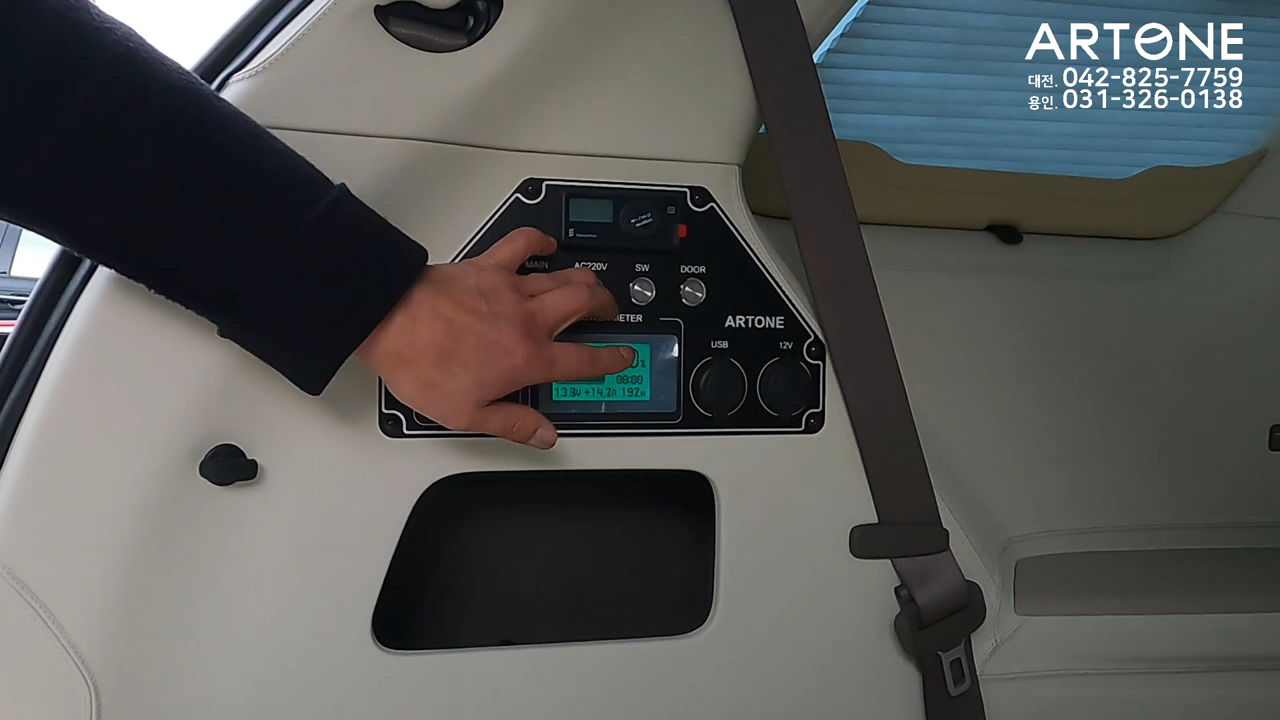 ARTONE
대전. 042-825-7759
용인. 031-326-0138
MAIN AC220V SW DOOR
METER
ARTONE
USB 12V
00:00
13.8V +14.7A 192W